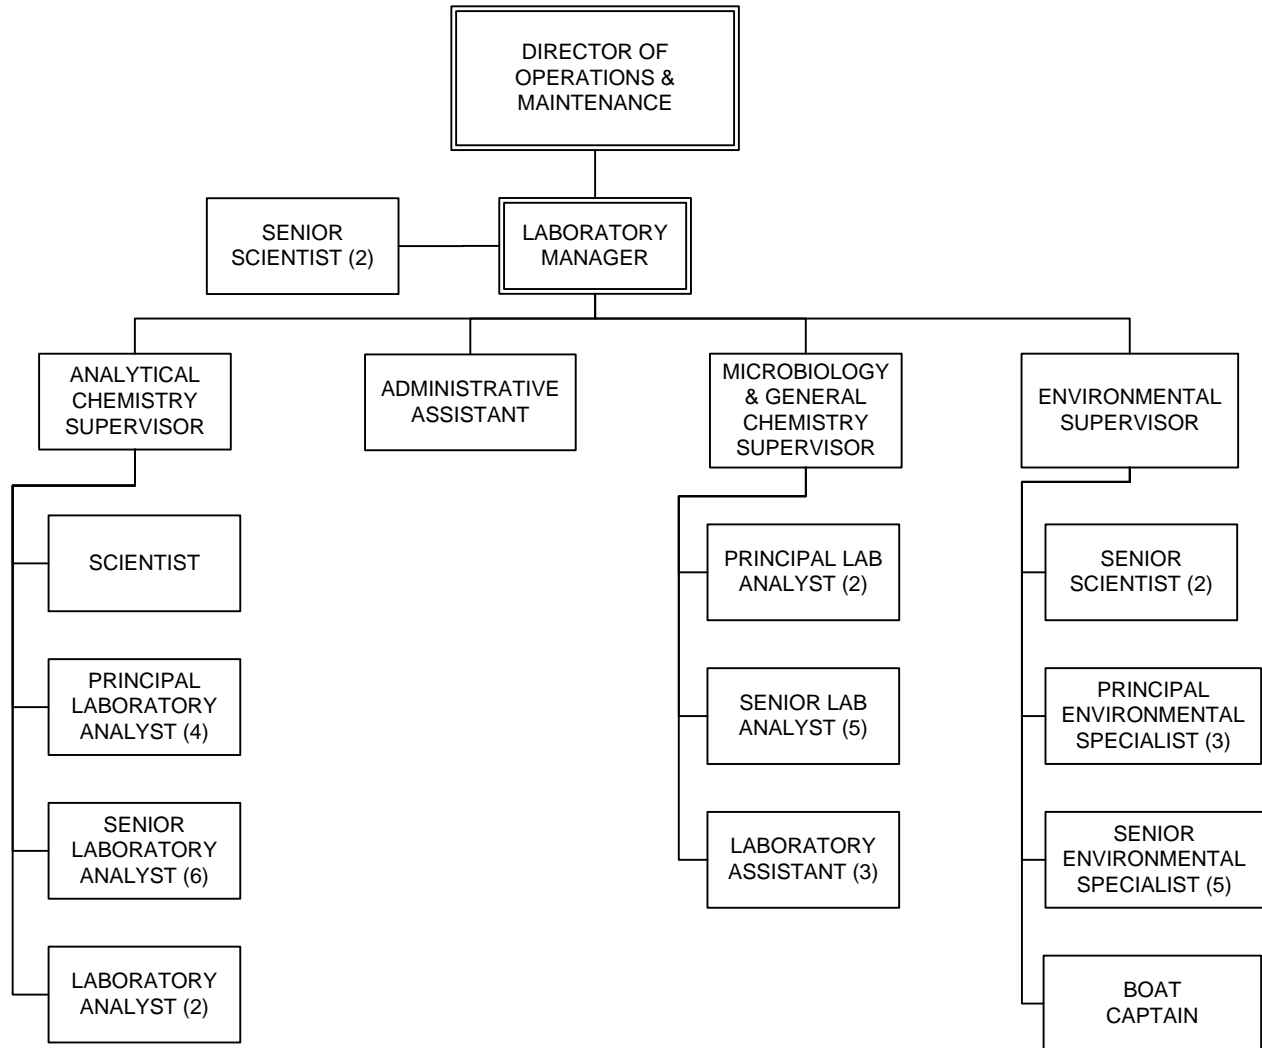 DIRECTOR OF
OPERATIONS &
MAINTENANCE
SENIOR
SCIENTIST (2)
LABORATORY
MANAGER
ANALYTICAL
CHEMISTRY
SUPERVISOR
ADMINISTRATIVE
ASSISTANT
MICROBIOLOGY
& GENERAL
CHEMISTRY
SUPERVISOR
ENVIRONMENTAL
SUPERVISOR
SCIENTIST
PRINCIPAL
LABORATORY
ANALYST (4)
SENIOR
LABORATORY
ANALYST (6)
LABORATORY
ANALYST (2)
PRINCIPAL LAB
ANALYST (2)
SENIOR LAB
ANALYST (5)
LABORATORY
ASSISTANT (3)
SENIOR
SCIENTIST (2)
PRINCIPAL
ENVIRONMENTAL
SPECIALIST (3)
SENIOR
ENVIRONMENTAL
SPECIALIST (5)
BOAT
CAPTAIN